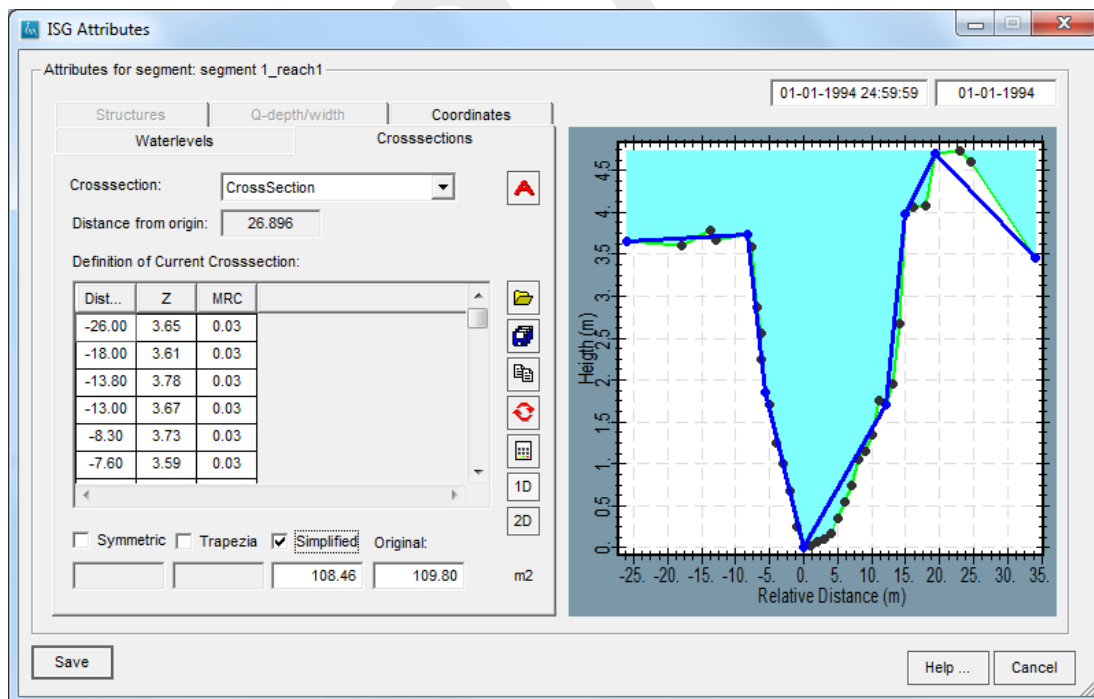 ISG Attributes
Attributes for segment: segment 1_reach1
01-01-1994 24:59:59 01-01-1994
Structures Q-depth/width Coordinates
Waterlevels Crosssections
Crosssection: CrossSection
Distance from origin: 26.896
Definition of Current Crosssection:
Dist... Z MRC
-26.00 3.65 0.03
-18.00 3.61 0.03
-13.80 3.78 0.03
-13.00 3.67 0.03
-8.30 3.73 0.03
-7.60 3.59 0.03
1D
2D
Symmetric Trapezia Simplified Original:
108.46 109.80 m2
Heigth (m)
4.5
4.
3.5
3.
2.5
2.
1.5
1.
0.5
0.
-25. -20. -15. -10. -5. 0. 5. 10. 15. 20. 25. 30. 35.
Relative Distance (m)
Save Help ... Cancel